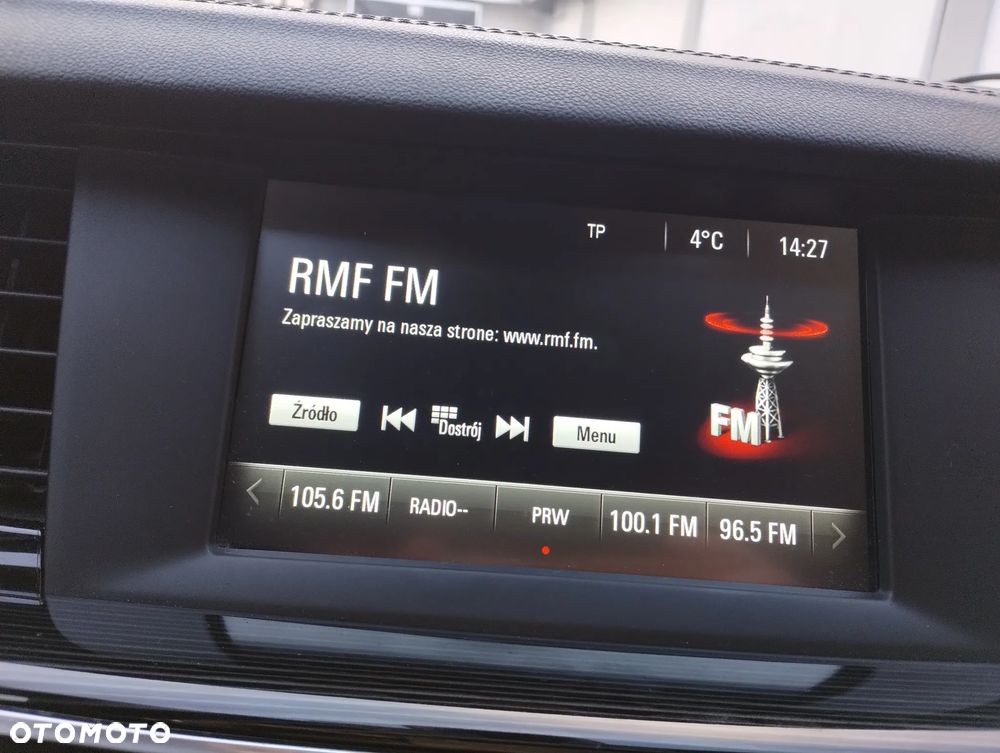 TP 4°C 14:27
RMF FM
Zapraszamy na nasza strone: www.rmf.fm.
Źródło Dostrój Menu
FM
105.6 FM RADIO-- PRW 100.1 FM 96.5 FM
OTOMOTO